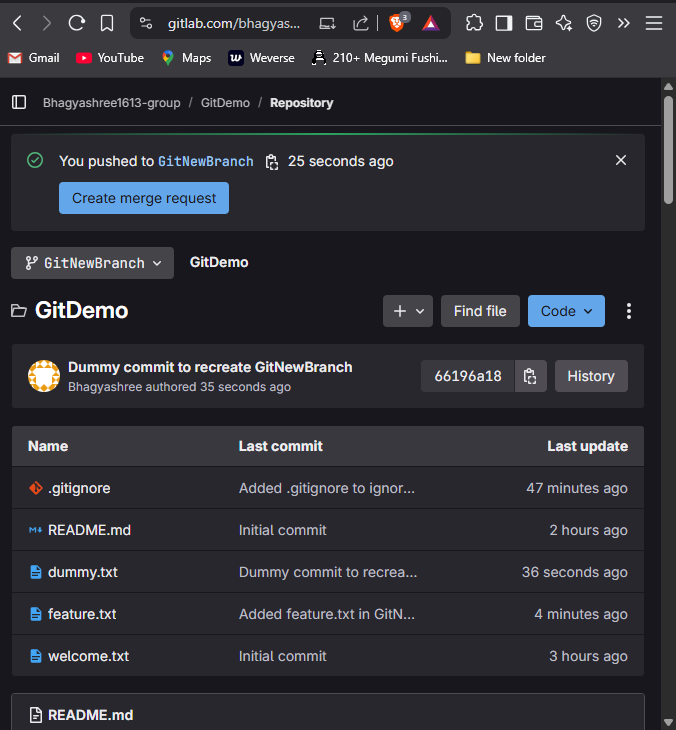 gitlab.com/bhagyas...
3
Gmail
YouTube
Maps
w Weverse
210+ Megumi Fushi...
New folder
Bhagyashree1613-group / GitDemo / Repository
You pushed to GitNewBranch 25 seconds ago
Create merge request
GitNewBranch
GitDemo
GitDemo
+
Find file
Code
Dummy commit to recreate GitNewBranch
Bhagyashree authored 35 seconds ago
66196a18
History
Name Last commit Last update
.gitignore Added .gitignore to ignor... 47 minutes ago
M↓ README.md Initial commit 2 hours ago
dummy.txt Dummy commit to recrea... 36 seconds ago
feature.txt Added feature.txt in GitN... 4 minutes ago
welcome.txt Initial commit 3 hours ago
README.md